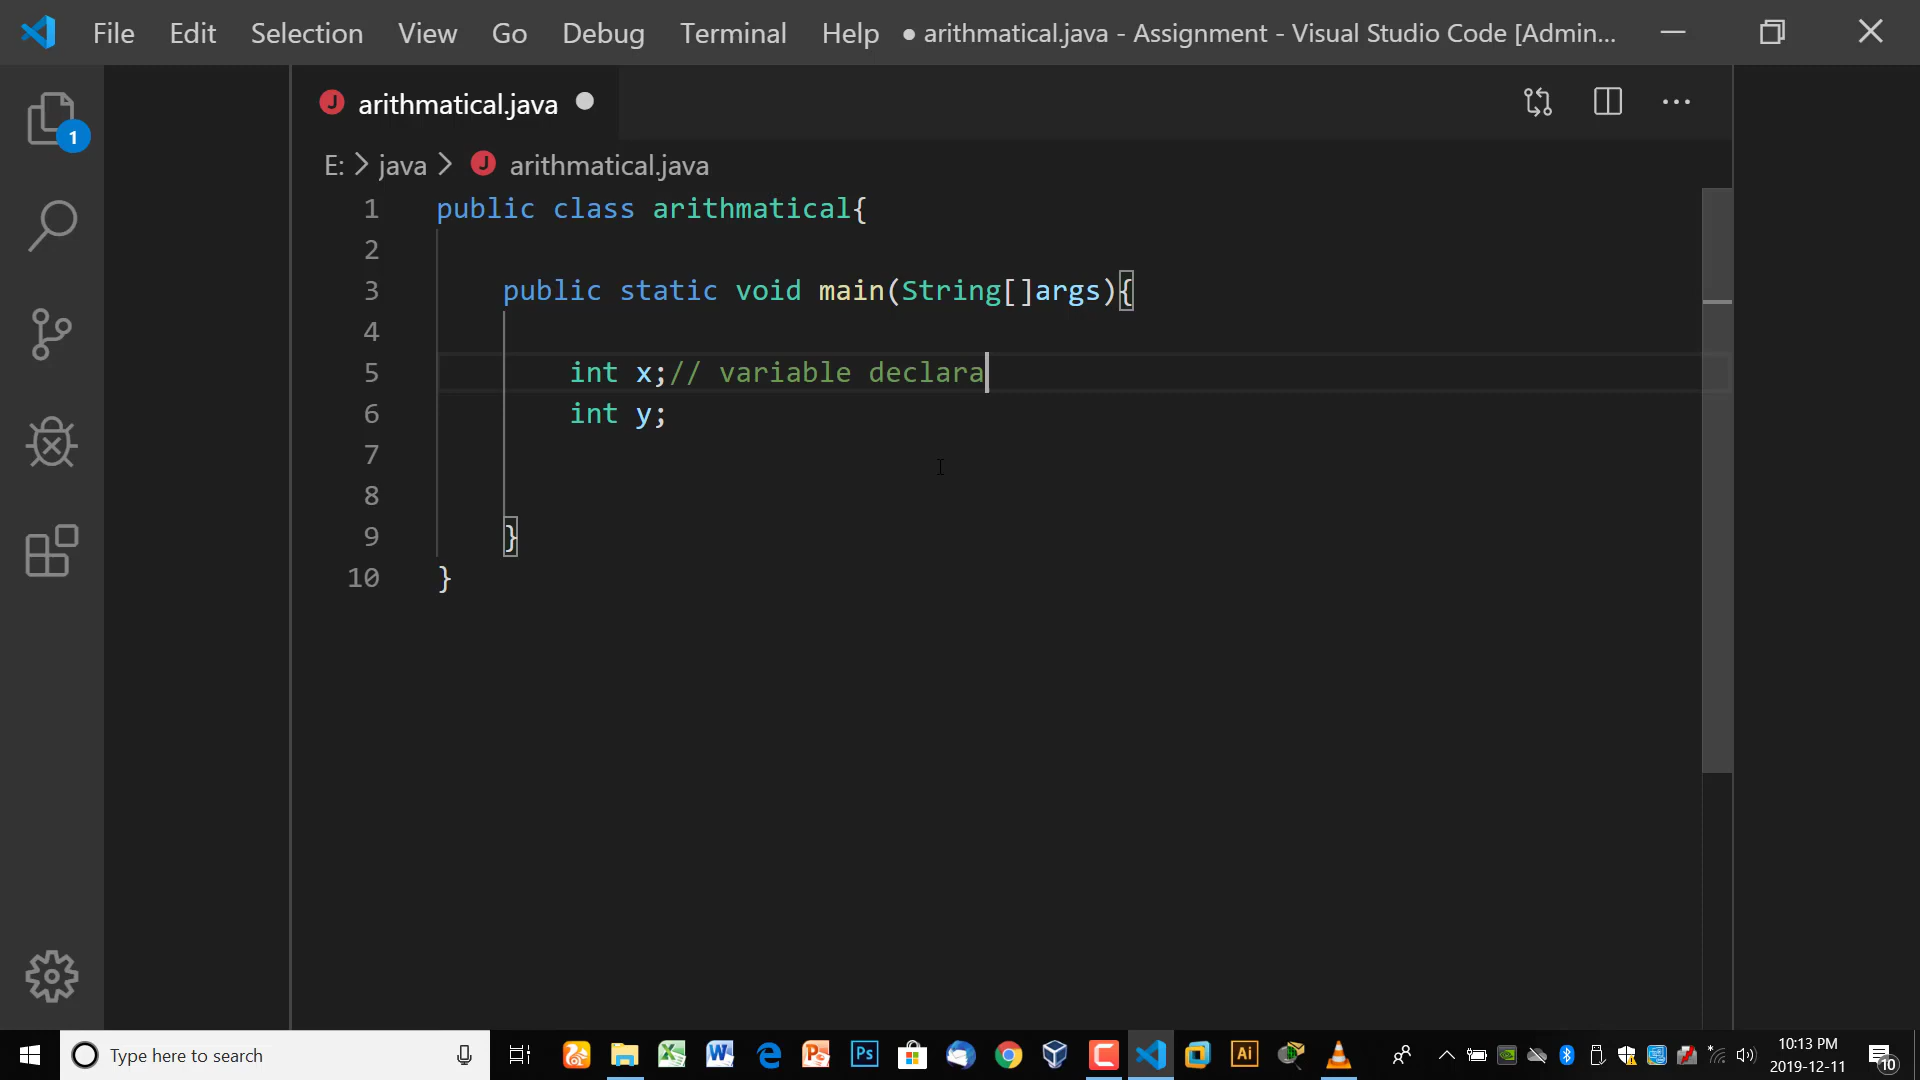 File Edit Selection View Go Debug Terminal Help ● arithmatical.java - Assignment - Visual Studio Code [Admin...
J arithmatical.java
1
E: > java > J arithmatical.java
1 public class arithmatical{
2
3 public static void main(String[]args){
4
5 int x;// variable declara
6 int y;
7
8
9 }
10 }
Type here to search
10:13 PM
2019-12-11
10